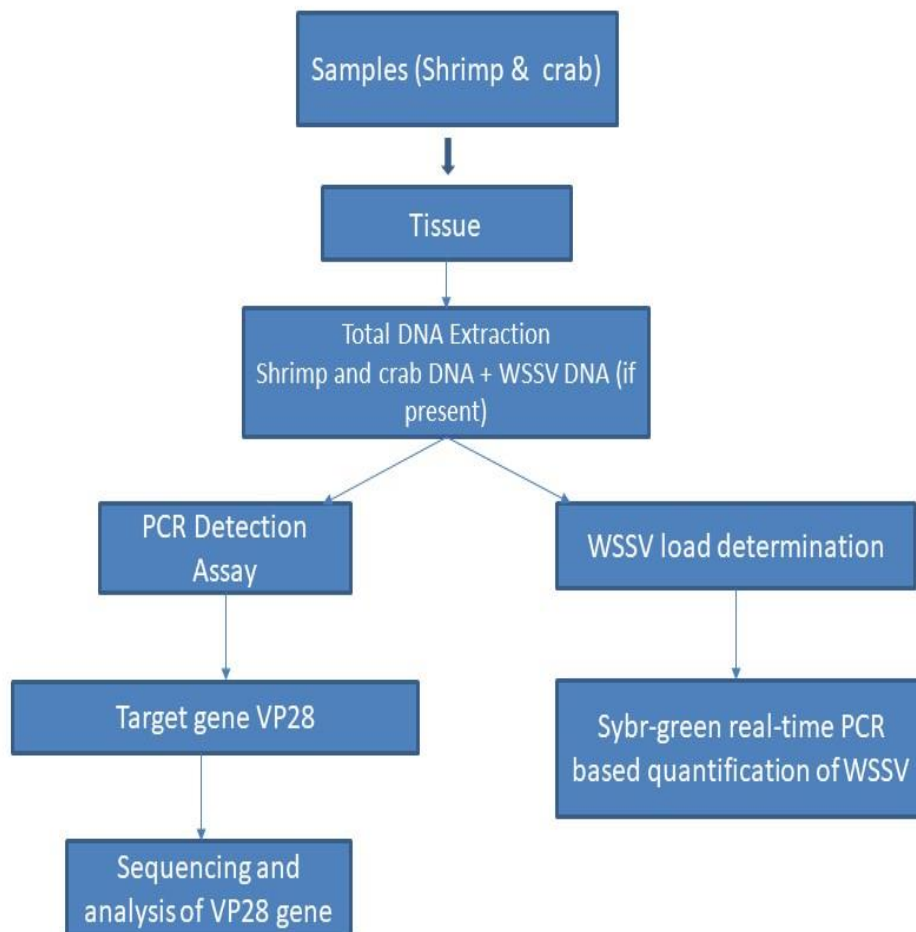 Samples (Shrimp & crab)
Tissue
Total DNA Extraction
Shrimp and crab DNA + WSSV DNA (if
present)
PCR Detection
Assay
WSSV load determination
Target gene VP28
Sybr-green real-time PCR
based quantification of WSSV
Sequencing and
analysis of VP28 gene